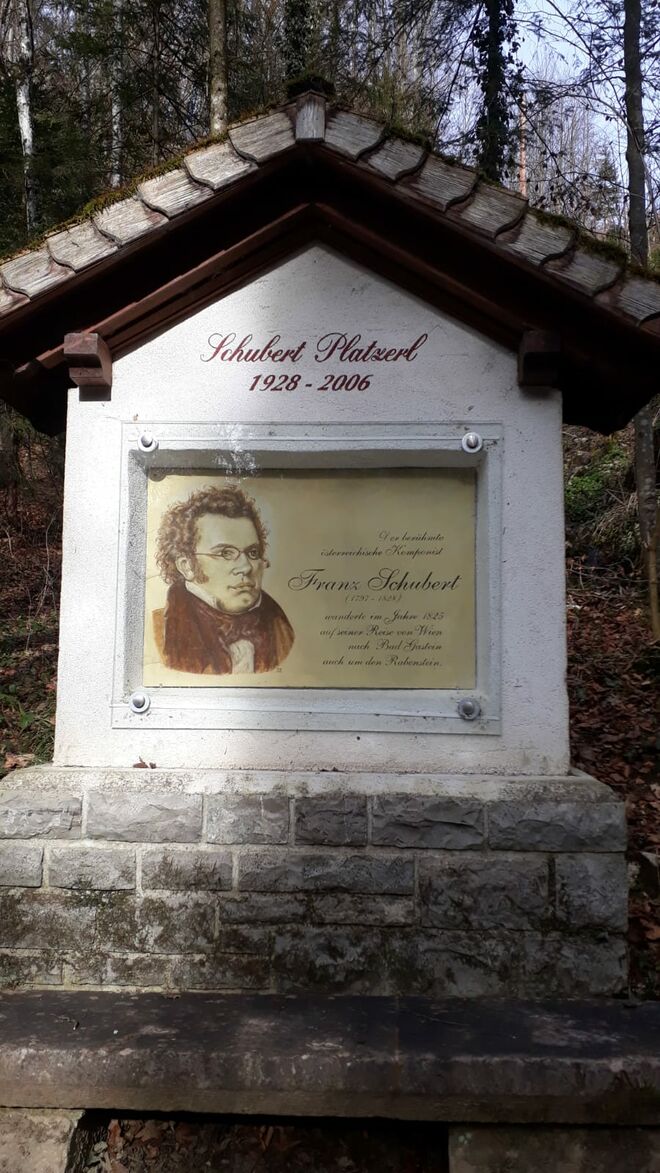 Schubert Platzerl
1928 - 2006
Der berühmte
österreichische Komponist
Franz Schubert
(1797 - 1828)
wanderte im Jahre 1825
auf seiner Reise von Wien
nach Bad Gastein
auch um den Rabenstein.